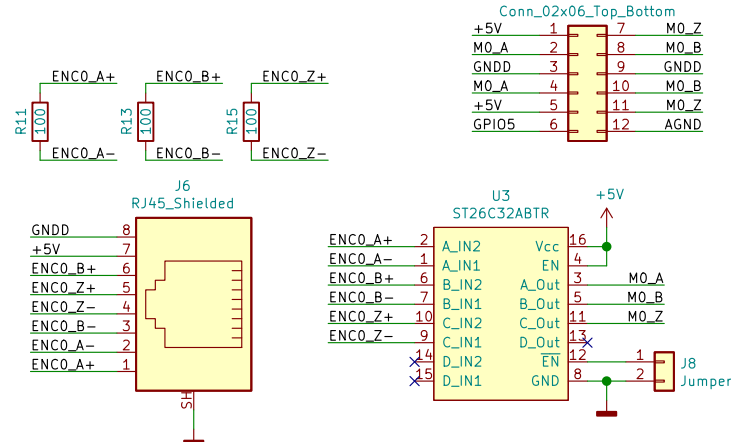 Conn_02x06_Top_Bottom
+5V 1 7 M0_Z
M0_A 2 8 M0_B
GNDD 3 9 GNDD
M0_A 4 10 M0_B
+5V 5 11 M0_Z
GPIO5 6 12 AGND
ENC0_A+ ENC0_B+ ENC0_Z+
R11 100 R13 100 R15 100
ENC0_A- ENC0_B- ENC0_Z-
J6
RJ45_Shielded
GNDD 8
+5V 7
ENC0_B+ 6
ENC0_Z+ 5
ENC0_Z- 4
ENC0_B- 3
ENC0_A- 2
ENC0_A+ 1
SH
U3
ST26C32ABTR
+5V
ENC0_A+ 2 A_IN2 Vcc 16
ENC0_A- 1 A_IN1 EN 4
ENC0_B+ 6 B_IN2 A_Out 3 M0_A
ENC0_B- 7 B_IN1 B_Out 5 M0_B
ENC0_Z+ 10 C_IN2 C_Out 11 M0_Z
ENC0_Z- 9 C_IN1 D_Out 13
14 D_IN2 EN 12 1
15 D_IN1 GND 8 2
J8
Jumper